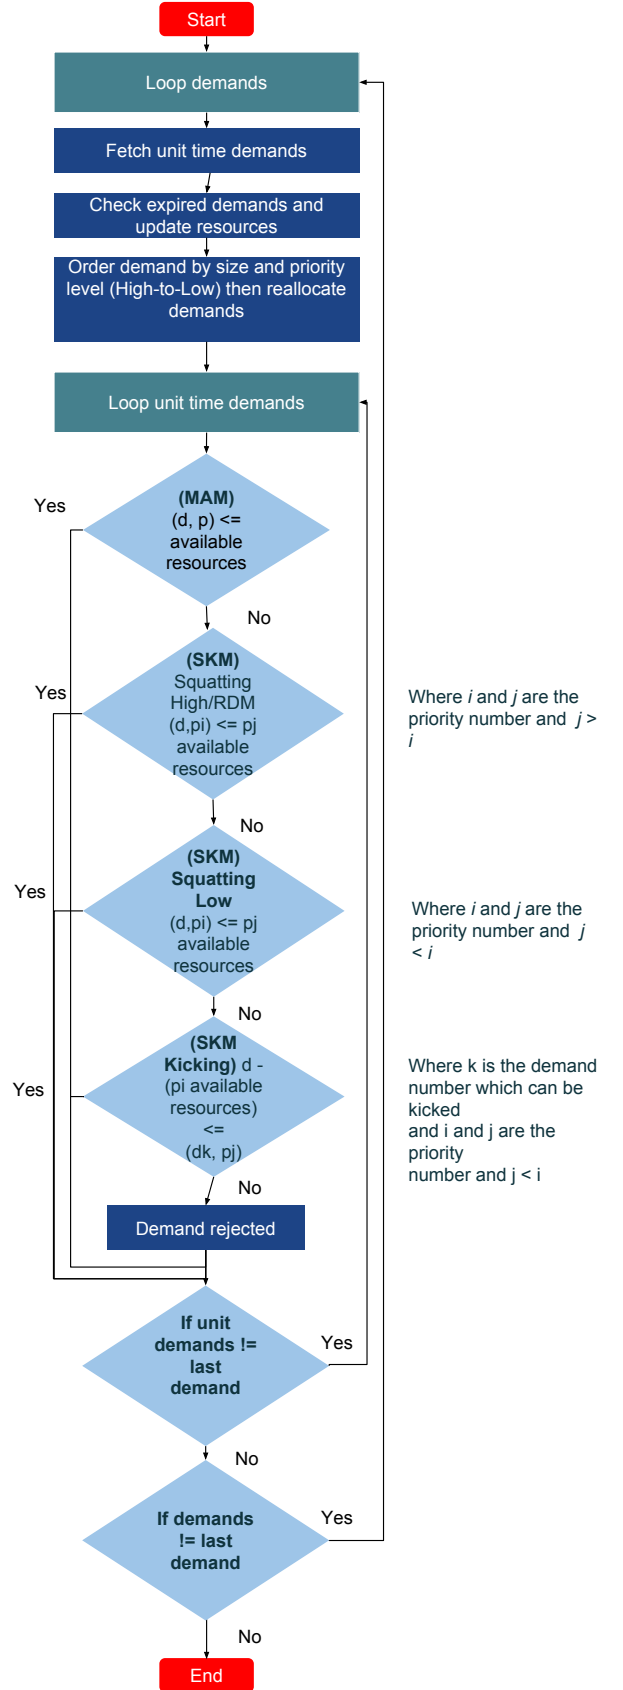 Start
Loop demands
Fetch unit time demands
Check expired demands and
update resources
Order demand by size and priority
level (High-to-Low) then reallocate
demands
Loop unit time demands
(MAM)
(d, p) <=
available
resources
Yes
No
(SKM)
Squatting
High/RDM
(d,pi) <= pj
available
resources
Yes
Where i and j are the
priority number and j >
i
No
(SKM)
Squatting
Low
(d,pi) <= pj
available
resources
Yes
Where i and j are the
priority number and j
< i
No
(SKM
Kicking) d -
(pi available
resources)
<=
(dk, pj)
Yes
Where k is the demand
number which can be
kicked
and i and j are the
priority
number and j < i
No
Demand rejected
If unit
demands !=
last
demand
Yes
No
If demands
!= last
demand
Yes
No
End